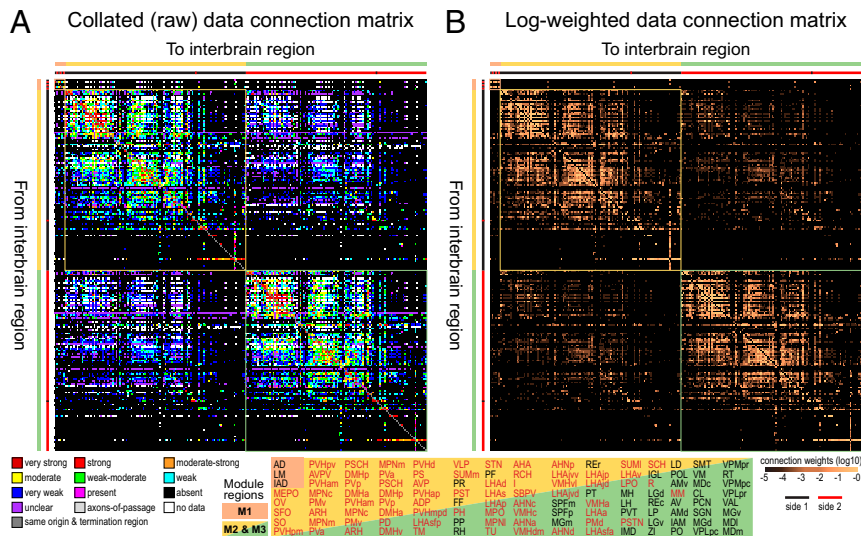 A Collated (raw) data connection matrix
To interbrain region
From interbrain region
B Log-weighted data connection matrix
To interbrain region
From interbrain region
very strong
strong
moderate-strong
moderate
weak-moderate
weak
very weak
present
absent
unclear
axons-of-passage
no data
same origin & termination region
Module regions
M1
M2 & M3
AD PVHpv PSCH MPNm PVHd VLP STN AHA AHNp REr SUMl SCH LD SMT VPMpr
LM AVPV DMHp PVa PS SUMm PF RCH LHAjvv LHAjp LHAv IGL POL VM RT
IAD PVHam PVp PSCH AVP PR LHAd I VMHvl LHAjd LPO R AMv MDc VPMpc
MEPO MPNc DMHa DMHp PVHap PST LHAs SBPV LHAjvd PT MH LGd MM CL VPLpr
OV PMv PVHam PVp ADP FF LHAp AHNc SPFm VMHa LH REc AV PCN VAL
SFO ARH MPNc DMHa PVHmpd PH MPO VMHc SPFp LHAa PVT LP AMd SGN MGv
SO MPNm PMv PD LHAsfp PP MPNl AHNa MGm PMd PSTN LGv IAM MGd MDl
PVHpm PVa ARH DMHv TM RH TU VMHdm AHNd LHAsfa IMD ZI PO VPLpc MDm
connection weights (log10)
-5 -4 -3 -2 -1 -0
side 1 side 2